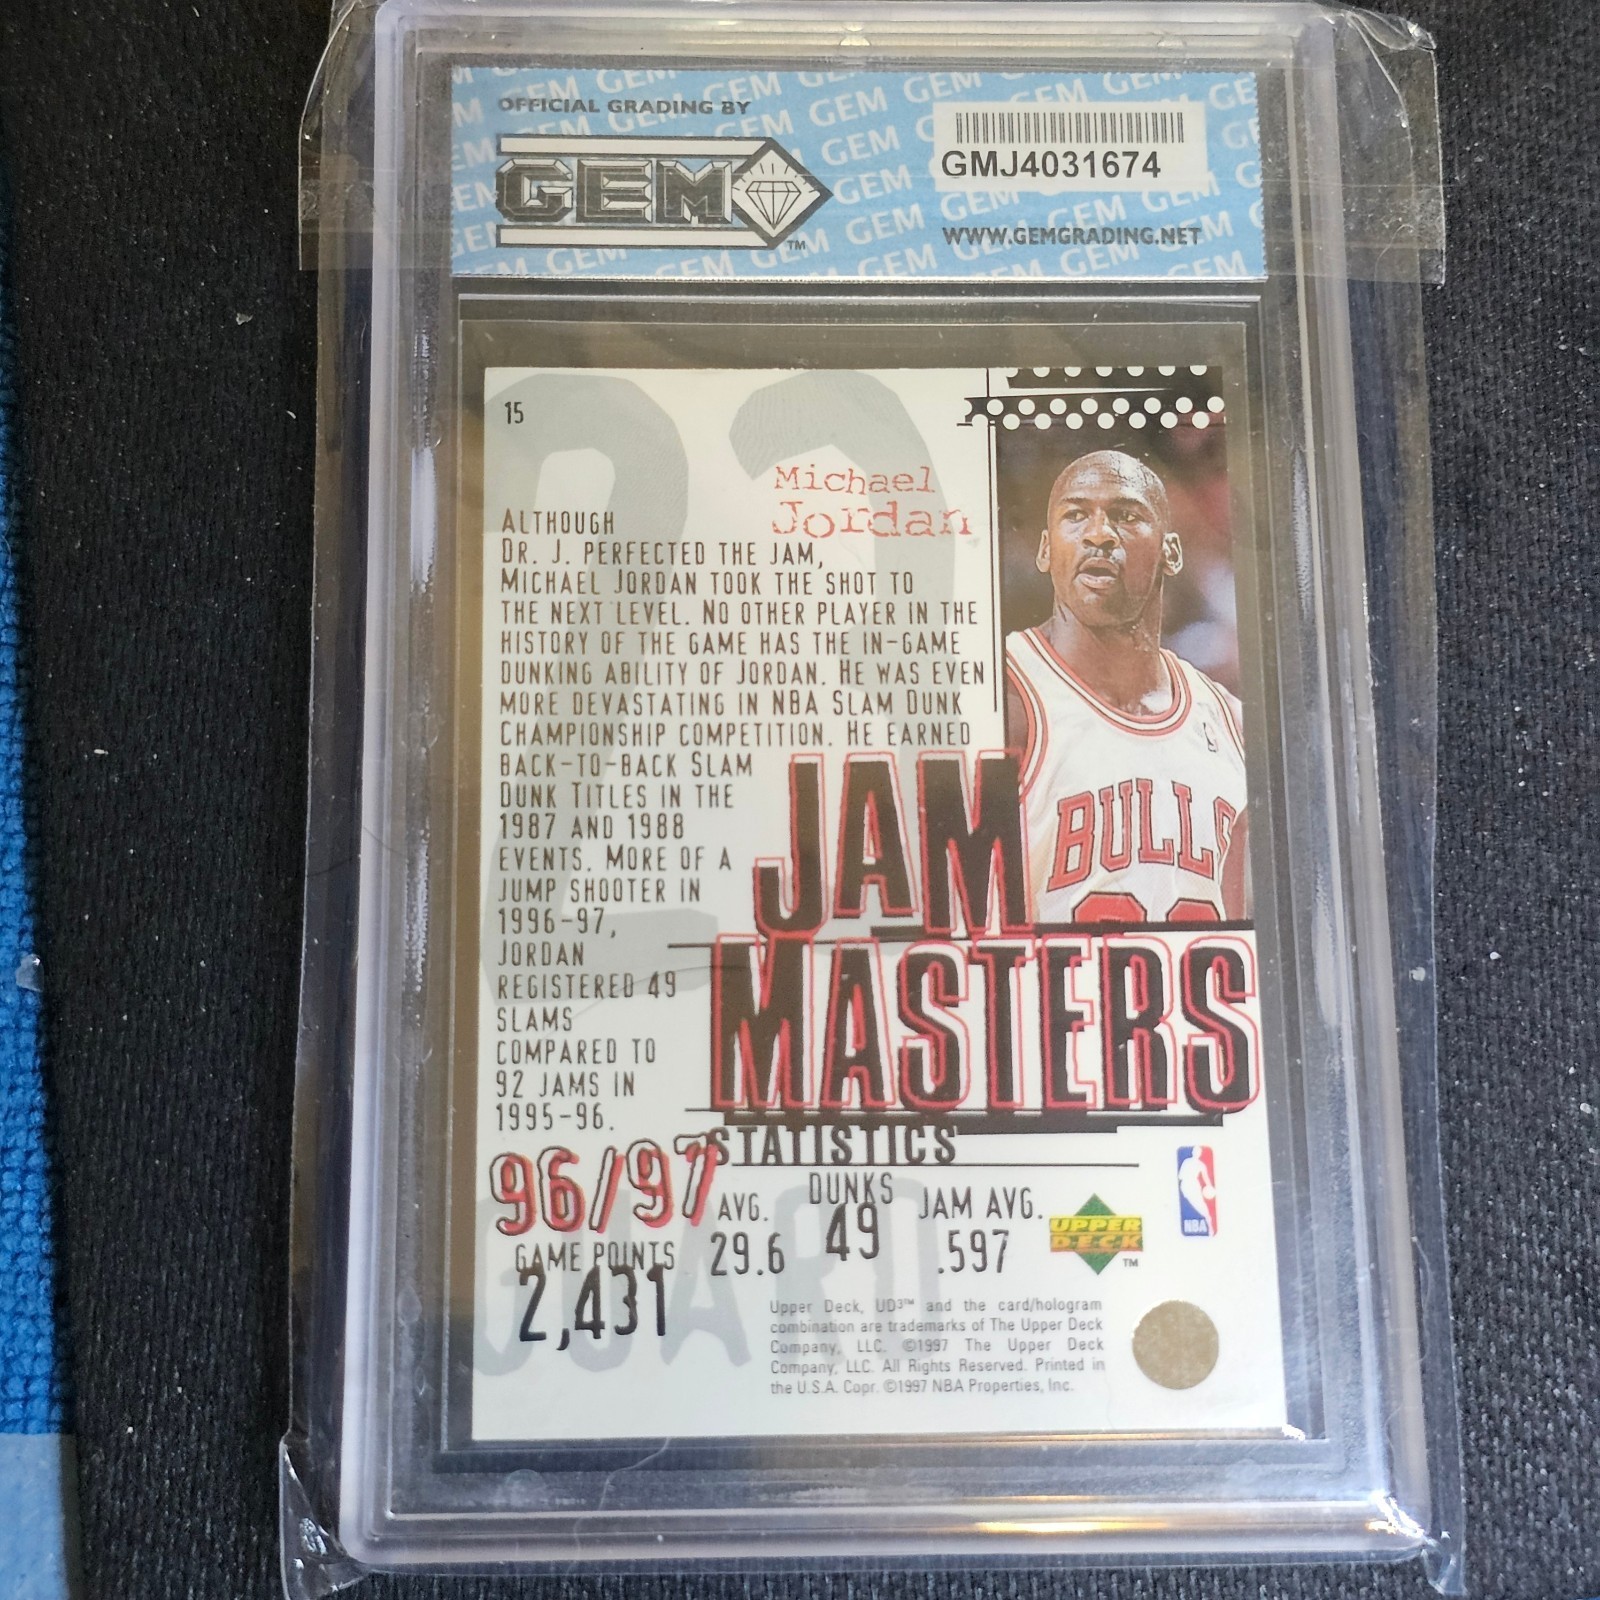 OFFICIAL GRADING BY
GEM
TM
GMJ4031674
WWW.GEMGRADING.NET
15
Michael
Jordan
ALTHOUGH
DR. J. PERFECTED THE JAM,
MICHAEL JORDAN TOOK THE SHOT TO
THE NEXT LEVEL. NO OTHER PLAYER IN THE
HISTORY OF THE GAME HAS THE IN-GAME
DUNKING ABILITY OF JORDAN. HE WAS EVEN
MORE DEVASTATING IN NBA SLAM DUNK
CHAMPIONSHIP COMPETITION. HE EARNED
BACK-TO-BACK SLAM
DUNK TITLES IN THE
1987 AND 1988
EVENTS. MORE OF A
JUMP SHOOTER IN
1996-97,
JORDAN
REGISTERED 49
SLAMS
COMPARED TO
92 JAMS IN
1995-96.
BULLS
JAM
MASTERS
STATISTICS
96/97
GAME POINTS
2,431
AVG.
29.6
DUNKS
49
JAM AVG.
.597
UPPER
DECK
TM
NBA
23
GUARD
Upper Deck, UD3™ and the card/hologram
combination are trademarks of The Upper Deck
Company, LLC. ©1997 The Upper Deck
Company, LLC. All Rights Reserved. Printed in
the U.S.A. Copr. ©1997 NBA Properties, Inc.